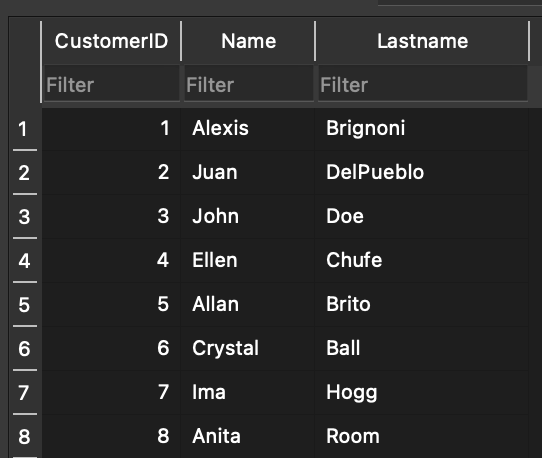 CustomerID Name Lastname
Filter Filter Filter
1 1 Alexis Brignoni
2 2 Juan DelPueblo
3 3 John Doe
4 4 Ellen Chufe
5 5 Allan Brito
6 6 Crystal Ball
7 7 Ima Hogg
8 8 Anita Room